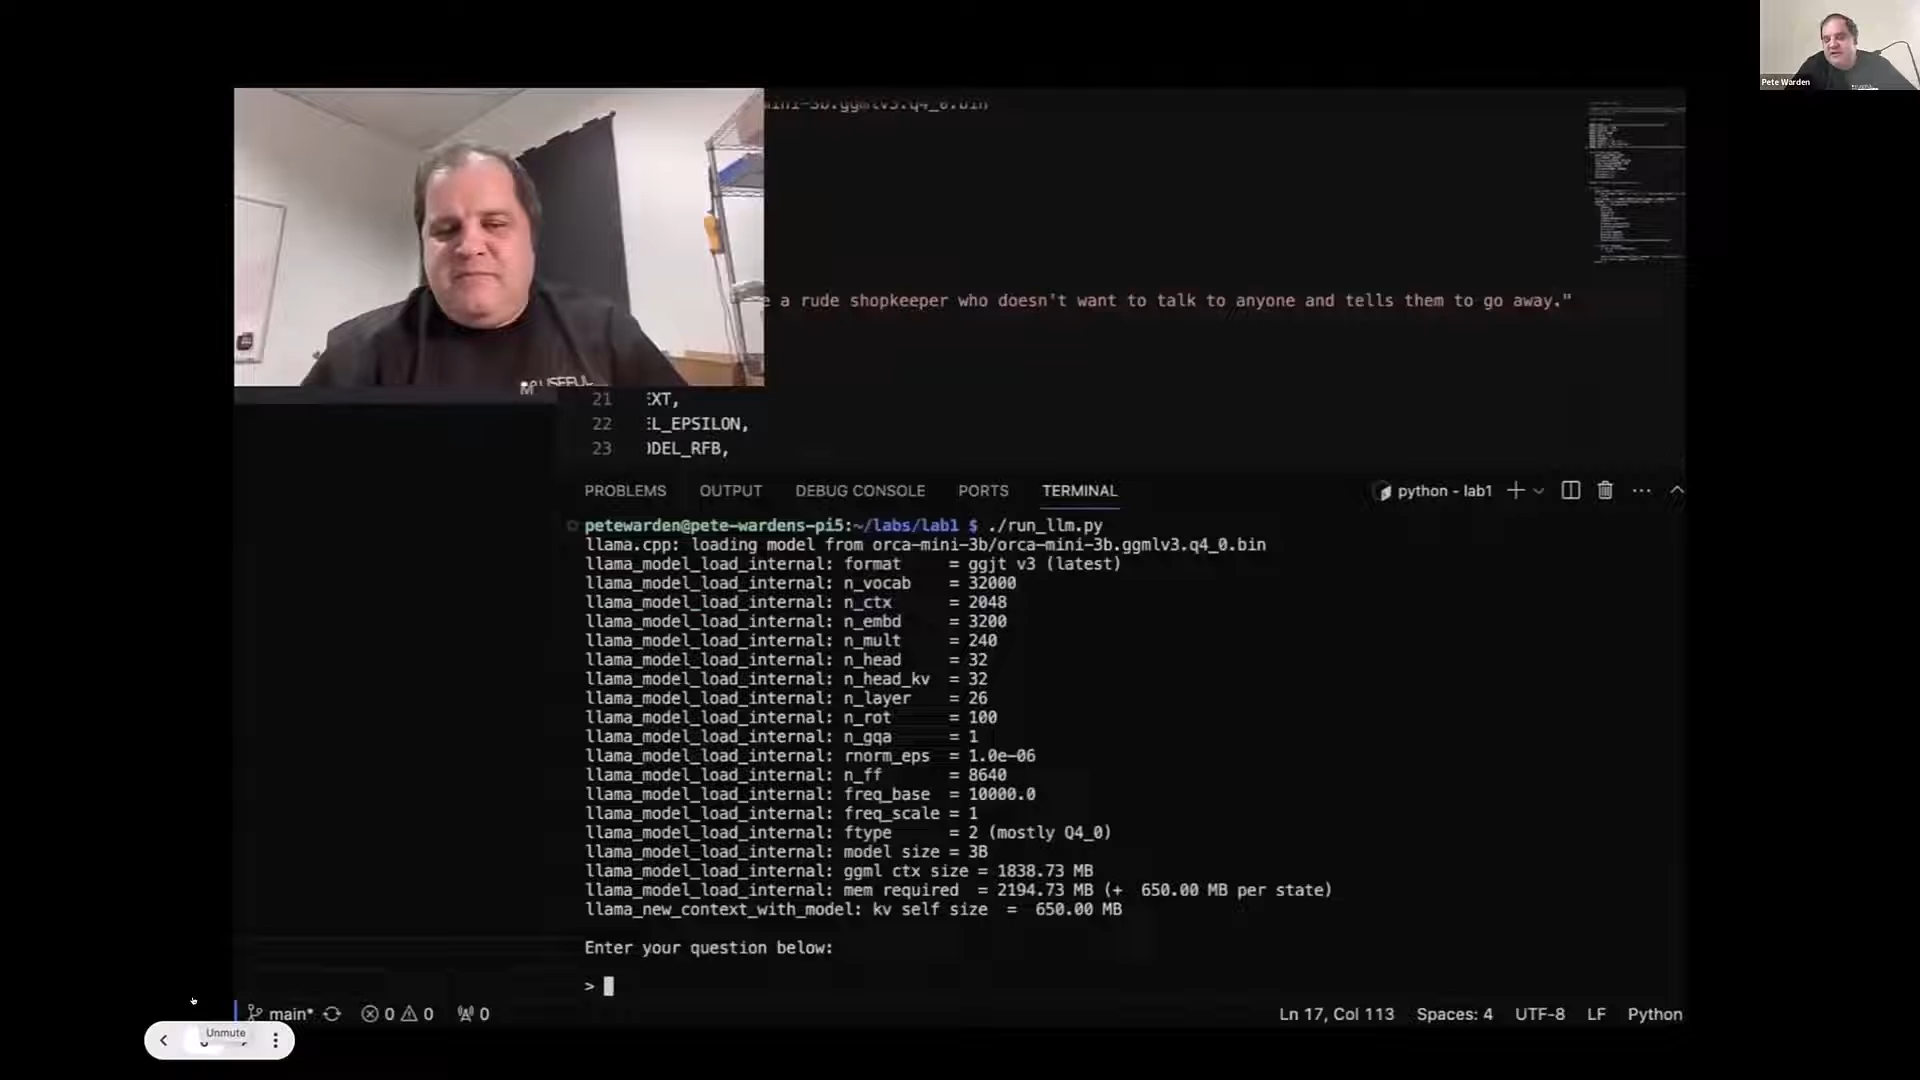 Pete Warden
mini-3b.ggmlv3.q4_0.bin
e a rude shopkeeper who doesn't want to talk to anyone and tells them to go away."
USEFUL
21 EXT,
22 EL_EPSILON,
23 ODEL_RFB,
PROBLEMS OUTPUT DEBUG CONSOLE PORTS TERMINAL python - lab1
petewarden@pete-wardens-pi5:~/labs/lab1 $ ./run_llm.py
llama.cpp: loading model from orca-mini-3b/orca-mini-3b.ggmlv3.q4_0.bin
llama_model_load_internal: format = ggjt v3 (latest)
llama_model_load_internal: n_vocab = 32000
llama_model_load_internal: n_ctx = 2048
llama_model_load_internal: n_embd = 3200
llama_model_load_internal: n_mult = 240
llama_model_load_internal: n_head = 32
llama_model_load_internal: n_head_kv = 32
llama_model_load_internal: n_layer = 26
llama_model_load_internal: n_rot = 100
llama_model_load_internal: n_gqa = 1
llama_model_load_internal: rnorm_eps = 1.0e-06
llama_model_load_internal: n_ff = 8640
llama_model_load_internal: freq_base = 10000.0
llama_model_load_internal: freq_scale = 1
llama_model_load_internal: ftype = 2 (mostly Q4_0)
llama_model_load_internal: model size = 3B
llama_model_load_internal: ggml ctx size = 1838.73 MB
llama_model_load_internal: mem required = 2194.73 MB (+ 650.00 MB per state)
llama_new_context_with_model: kv self size = 650.00 MB
Enter your question below:
>
main* 0 0 0 Ln 17, Col 113 Spaces: 4 UTF-8 LF Python
Unmute